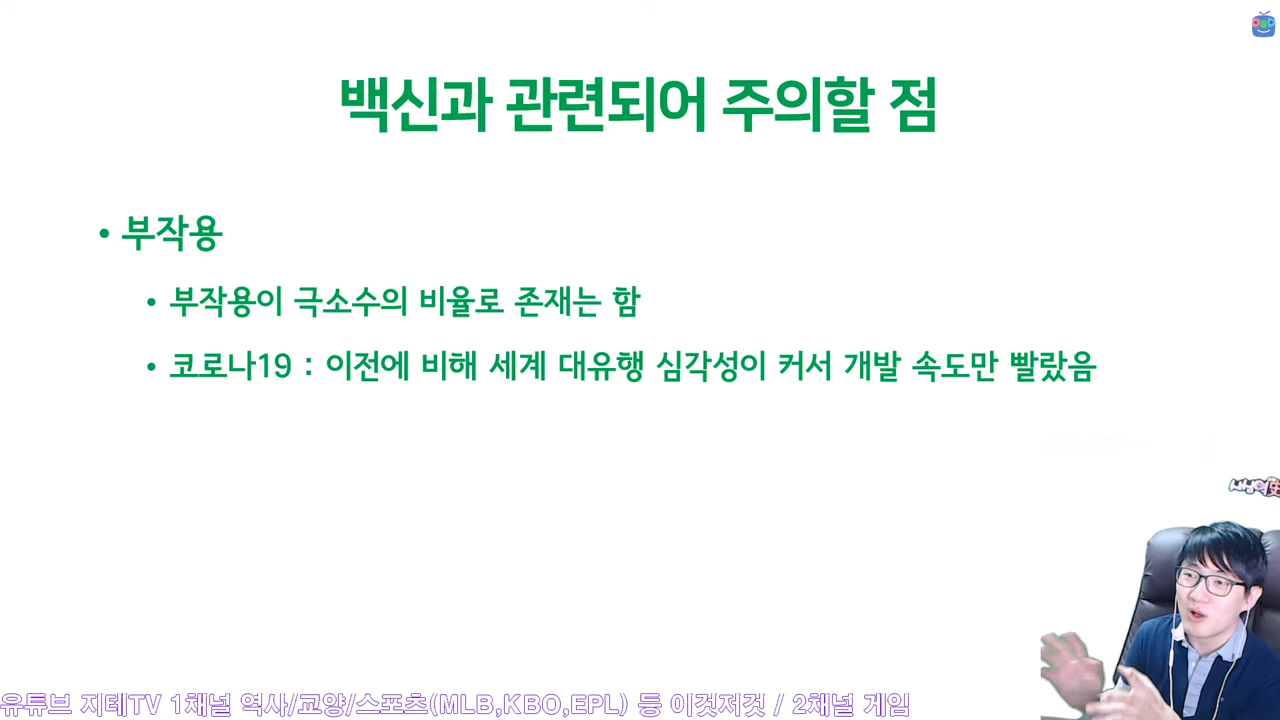 백신과 관련되어 주의할 점
• 부작용
• 부작용이 극소수의 비율로 존재는 함
• 코로나19 : 이전에 비해 세계 대유행 심각성이 커서 개발 속도만 빨랐음
유튜브 지테TV 1채널 역사/교양/스포츠(MLB,KBO,EPL) 등 이것저것 / 2채널 게임